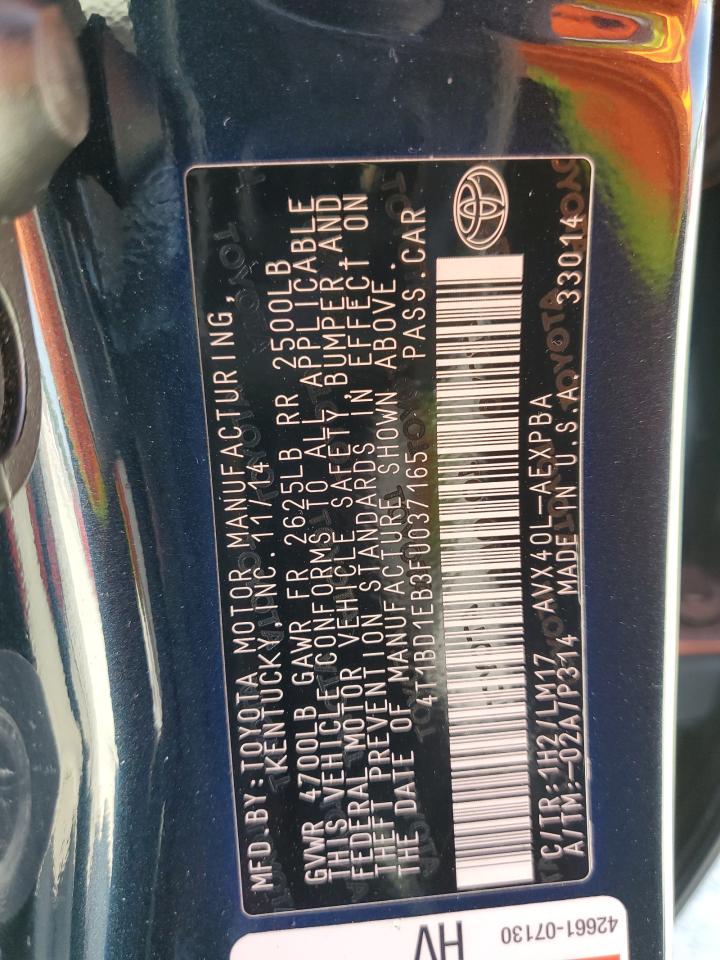 MFD.BY:TOYOTA MOTOR MANUFACTURING,
KENTUCKY,INC. 11/14
GVWR 4700LB GAWR FR 2625LB RR 2500LB
THIS VEHICLE CONFORMS TO ALL APPLICABLE
FEDERAL MOTOR VEHICLE SAFETY, BUMPER, AND
THEFT PREVENTION STANDARDS IN EFFECT ON
THE DATE OF MANUFACTURE SHOWN ABOVE.
4T1BD1EB3FU037165 PASS.CAR
C/TR:1H2/LM17 AVX40L-AEXPBA
A/TM:-02A/P314 MADE IN U.S.A. 33014
HV
42661-07130